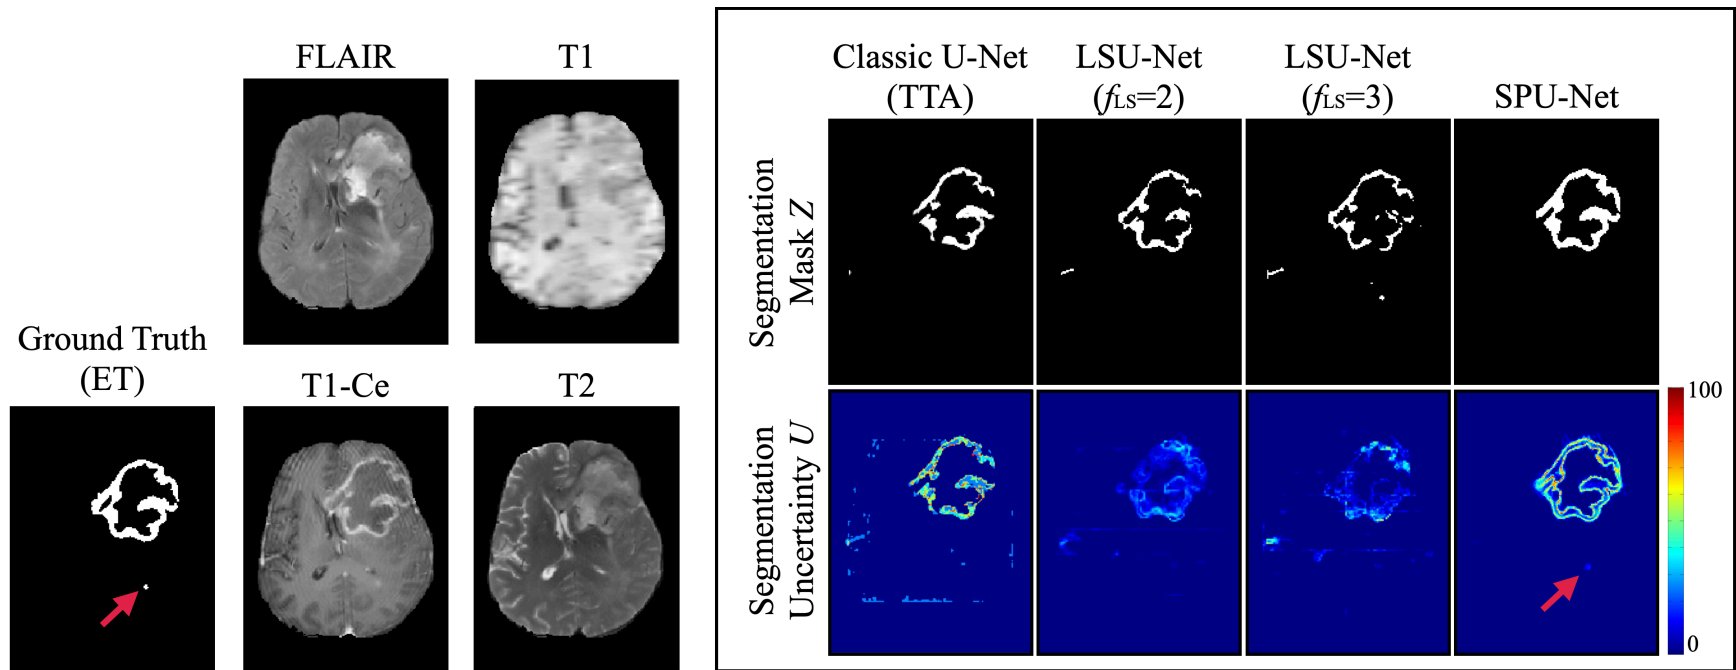 FLAIR
T1
Ground Truth
(ET)
T1-Ce
T2
Classic U-Net
(TTA)
LSU-Net
(fLS=2)
LSU-Net
(fLS=3)
SPU-Net
Segmentation
Mask Z
Segmentation
Uncertainty U
100
0